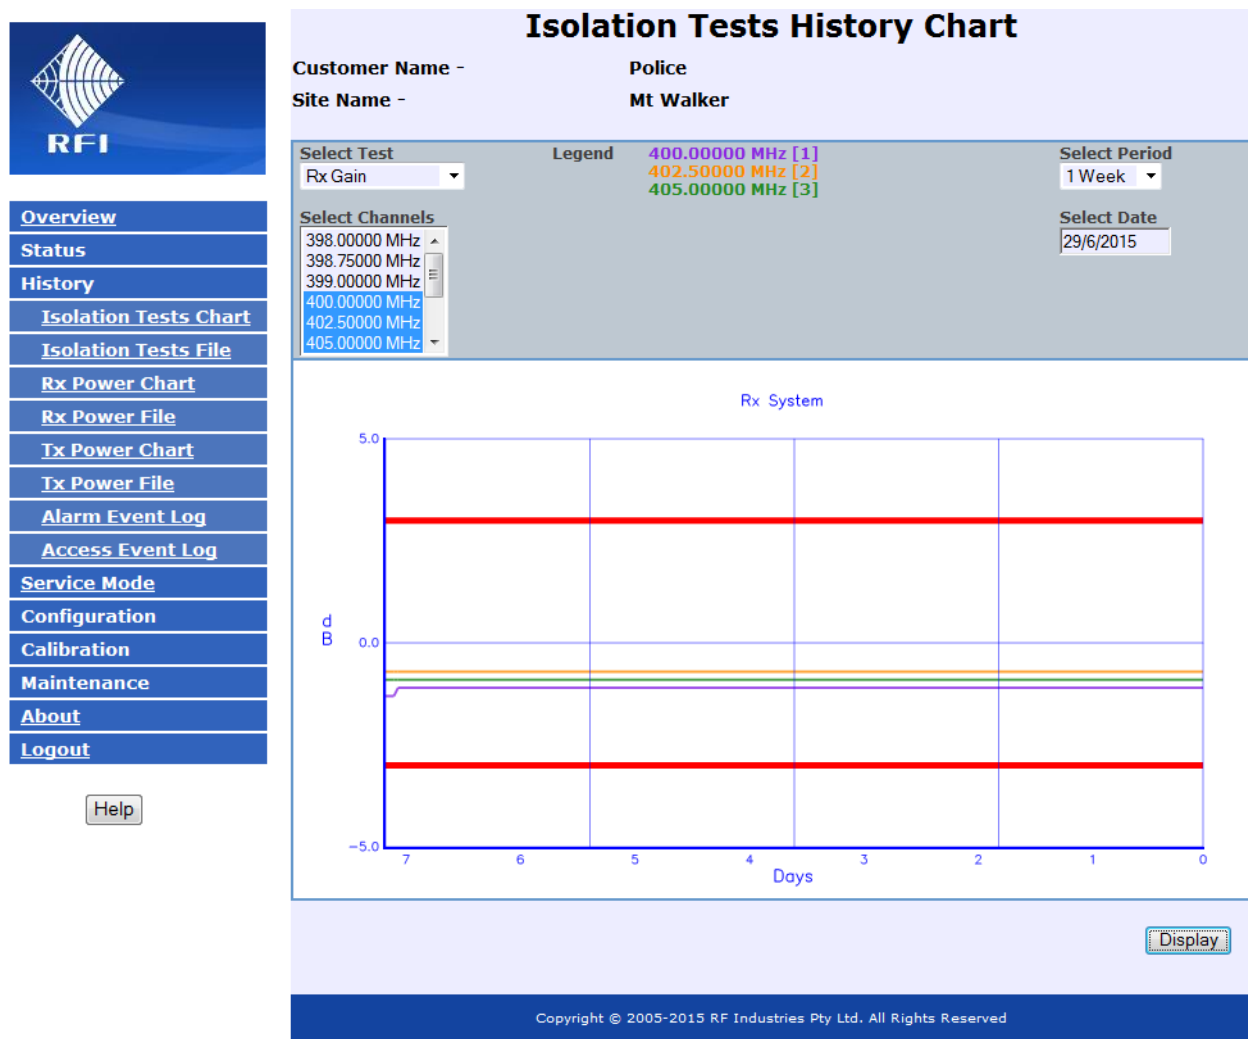 Isolation Tests History Chart
Customer Name - Police
Site Name - Mt Walker
RFI
Overview
Status
History
Isolation Tests Chart
Isolation Tests File
Rx Power Chart
Rx Power File
Tx Power Chart
Tx Power File
Alarm Event Log
Access Event Log
Service Mode
Configuration
Calibration
Maintenance
About
Logout
Help
Select Test
Rx Gain
Legend
400.00000 MHz [1]
402.50000 MHz [2]
405.00000 MHz [3]
Select Period
1 Week
Select Channels
398.00000 MHz
398.75000 MHz
399.00000 MHz
400.00000 MHz
402.50000 MHz
405.00000 MHz
Select Date
29/6/2015
Rx System
5.0
d
B
0.0
-5.0
7 6 5 4 3 2 1 0
Days
Display
Copyright © 2005-2015 RF Industries Pty Ltd. All Rights Reserved